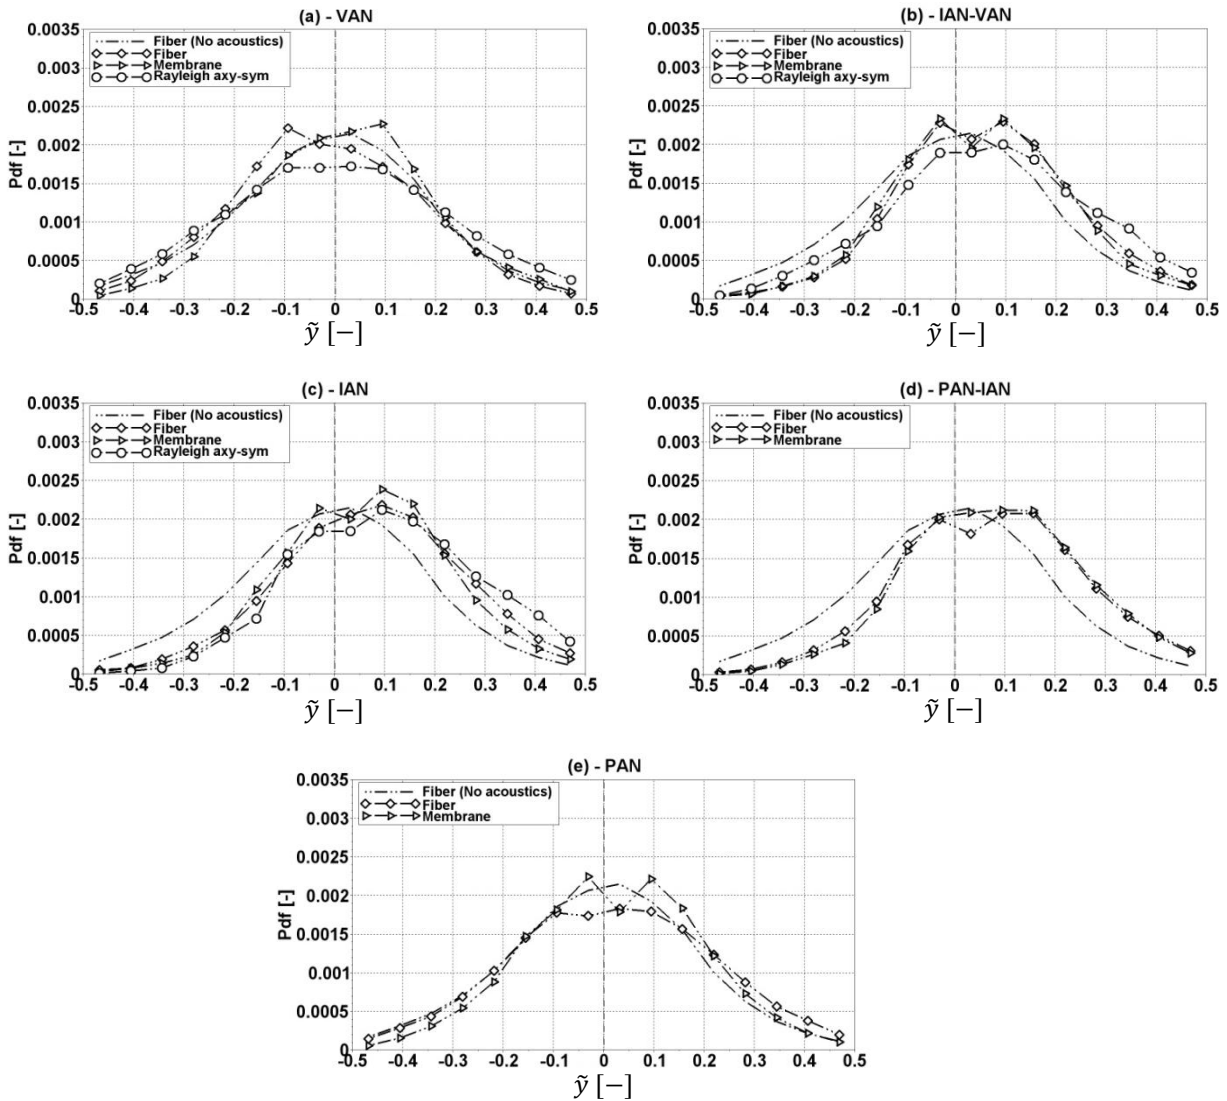 (a) - VAN
Pdf [-]
0.0035
0.003
0.0025
0.002
0.0015
0.001
0.0005
0
Fiber (No acoustics)
Fiber
Membrane
Rayleigh axy-sym
-0.5 -0.4 -0.3 -0.2 -0.1 0 0.1 0.2 0.3 0.4 0.5
ỹ [−]
(b) - IAN-VAN
Pdf [-]
0.0035
0.003
0.0025
0.002
0.0015
0.001
0.0005
0
Fiber (No acoustics)
Fiber
Membrane
Rayleigh axy-sym
-0.5 -0.4 -0.3 -0.2 -0.1 0 0.1 0.2 0.3 0.4 0.5
ỹ [−]
(c) - IAN
Pdf [-]
0.0035
0.003
0.0025
0.002
0.0015
0.001
0.0005
0
Fiber (No acoustics)
Fiber
Membrane
Rayleigh axy-sym
-0.5 -0.4 -0.3 -0.2 -0.1 0 0.1 0.2 0.3 0.4 0.5
ỹ [−]
(d) - PAN-IAN
Pdf [-]
0.0035
0.003
0.0025
0.002
0.0015
0.001
0.0005
0
Fiber (No acoustics)
Fiber
Membrane
-0.5 -0.4 -0.3 -0.2 -0.1 0 0.1 0.2 0.3 0.4 0.5
ỹ [−]
(e) - PAN
Pdf [-]
0.0035
0.003
0.0025
0.002
0.0015
0.001
0.0005
0
Fiber (No acoustics)
Fiber
Membrane
-0.5 -0.4 -0.3 -0.2 -0.1 0 0.1 0.2 0.3 0.4 0.5
ỹ [−]